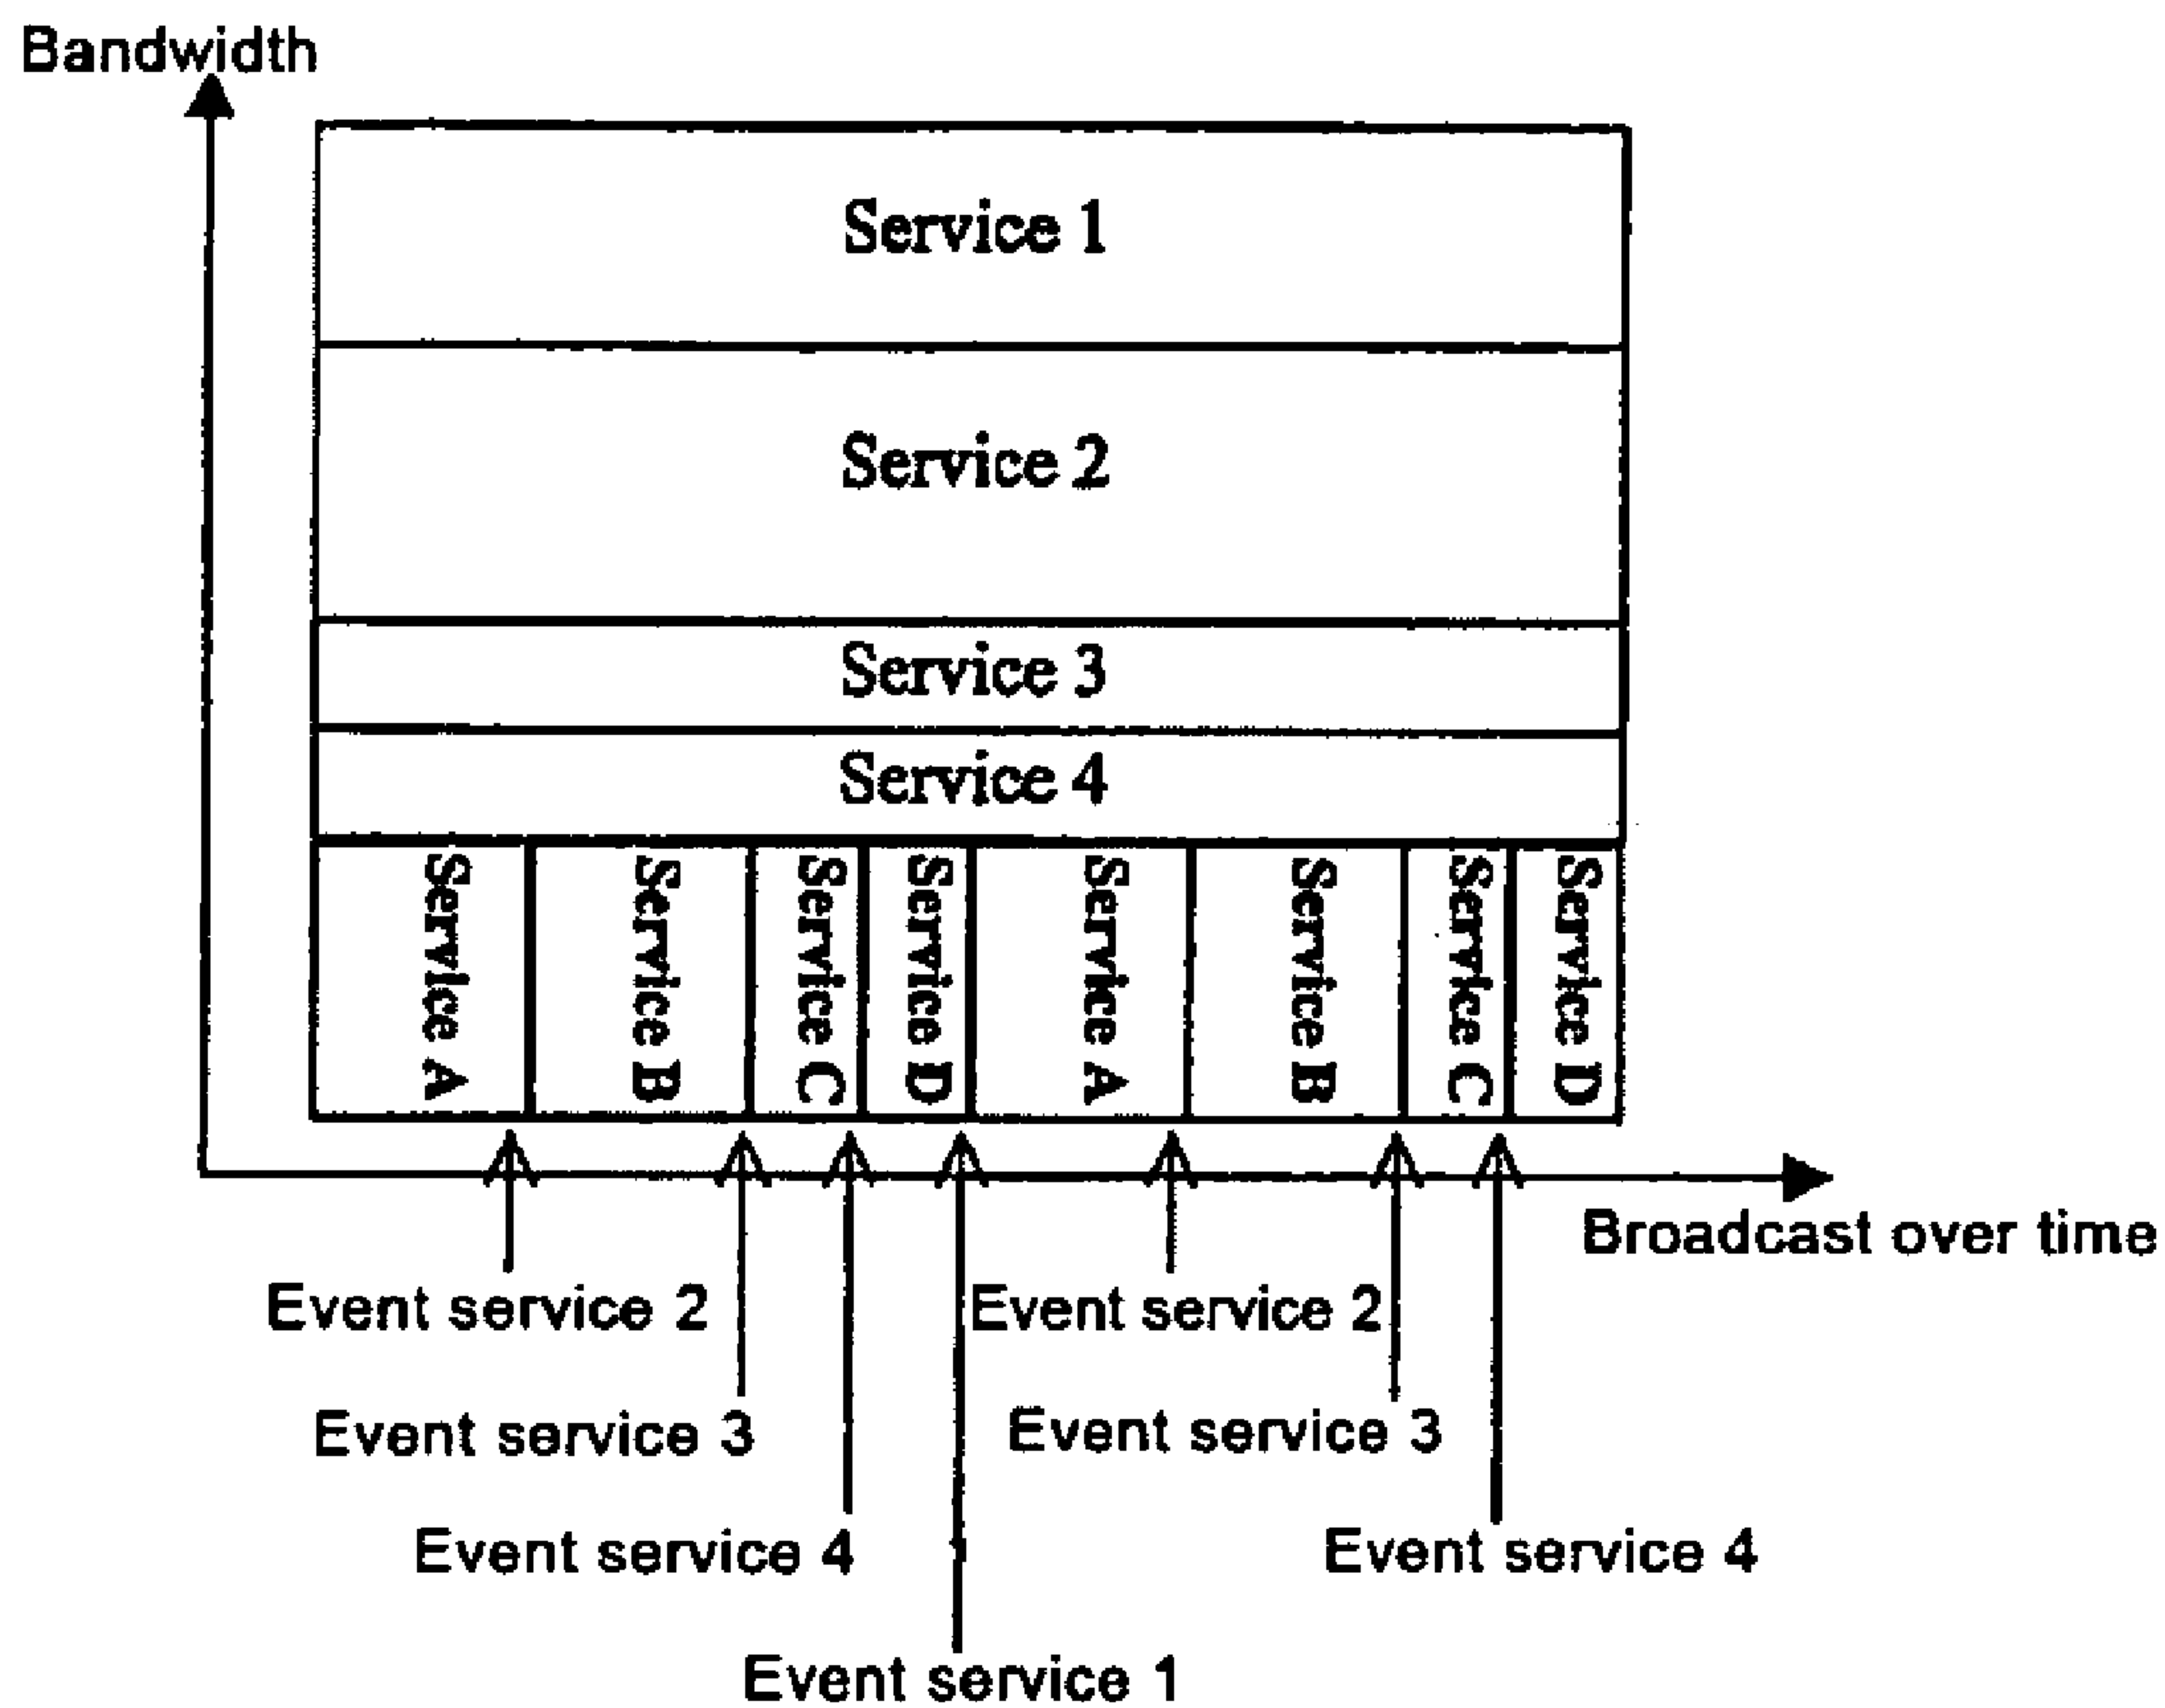 Bandwidth
Service 1
Service 2
Service 3
Service 4
Service A
Service B
Service C
Service D
Service A
Service B
Service C
Service D
Broadcast over time
Event service 2
Event service 2
Event service 3
Event service 3
Event service 4
Event service 4
Event service 1